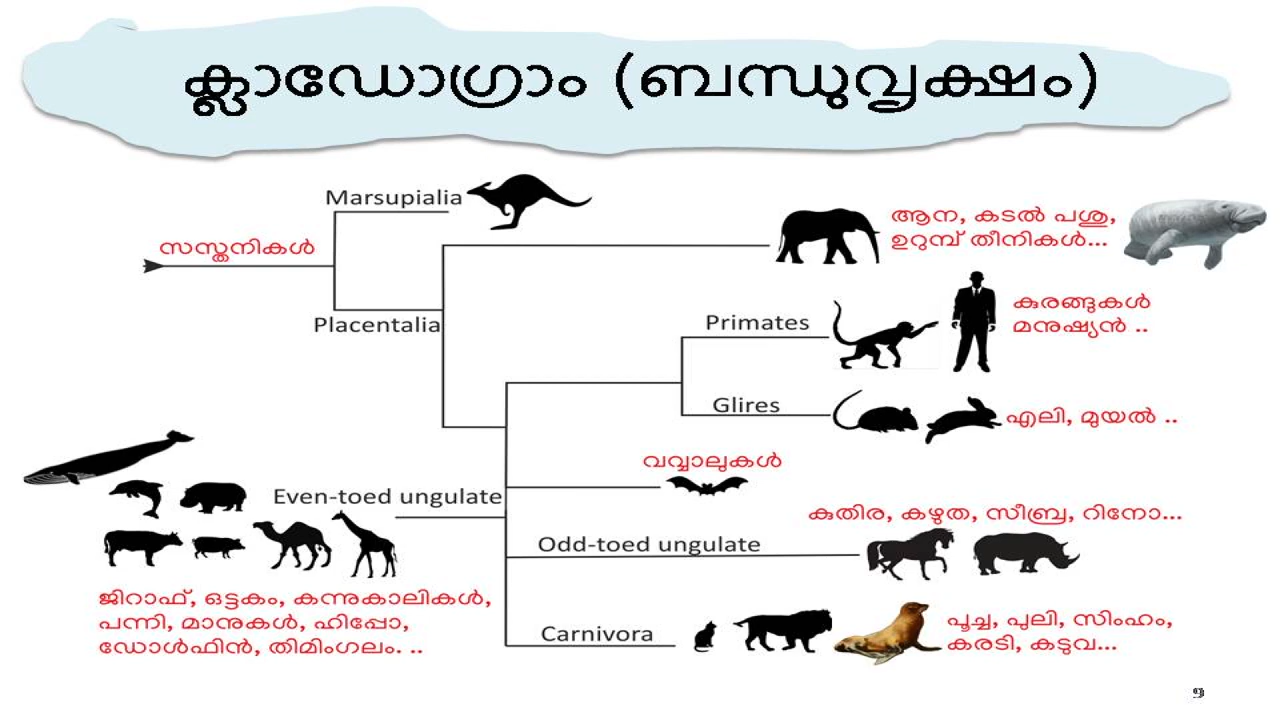 ക്ലാഡോഗ്രാം (ബന്ധുവൃക്ഷം)
Marsupialia
സസ്തനികൾ
ആന, കടൽ പശു,
ഉറുമ്പ് തീനികൾ...
Placentalia
Primates
കുരങ്ങുകൾ
മനുഷ്യൻ ..
Glires
എലി, മുയൽ ..
വവ്വാലുകൾ
Even-toed ungulate
കുതിര, കഴുത, സീബ്ര, റിനോ...
Odd-toed ungulate
ജിറാഫ്, ഒട്ടകം, കന്നുകാലികൾ,
പന്നി, മാനുകൾ, ഹിപ്പോ,
ഡോൾഫിൻ, തിമിംഗലം. ..
Carnivora
പൂച്ച, പുലി, സിംഹം,
കരടി, കടുവ...